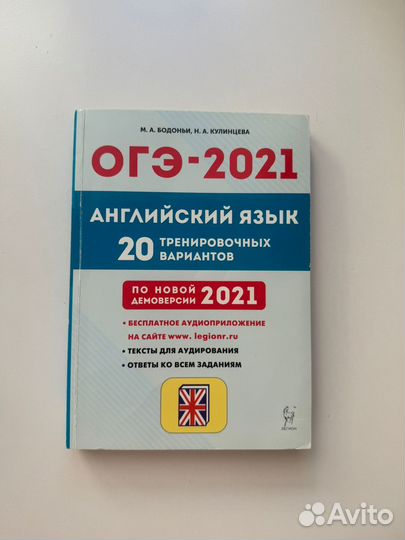 М. А. БОДОНЬИ, Н. А. КУЛИНЦЕВА
ОГЭ-2021
АНГЛИЙСКИЙ ЯЗЫК
20 ТРЕНИРОВОЧНЫХ
ВАРИАНТОВ
ПО НОВОЙ
ДЕМОВЕРСИИ 2021
• БЕСПЛАТНОЕ АУДИОПРИЛОЖЕНИЕ
НА САЙТЕ www. legionr.ru
• ТЕКСТЫ ДЛЯ АУДИРОВАНИЯ
• ОТВЕТЫ КО ВСЕМ ЗАДАНИЯМ
ЛЕГИОН
Avito